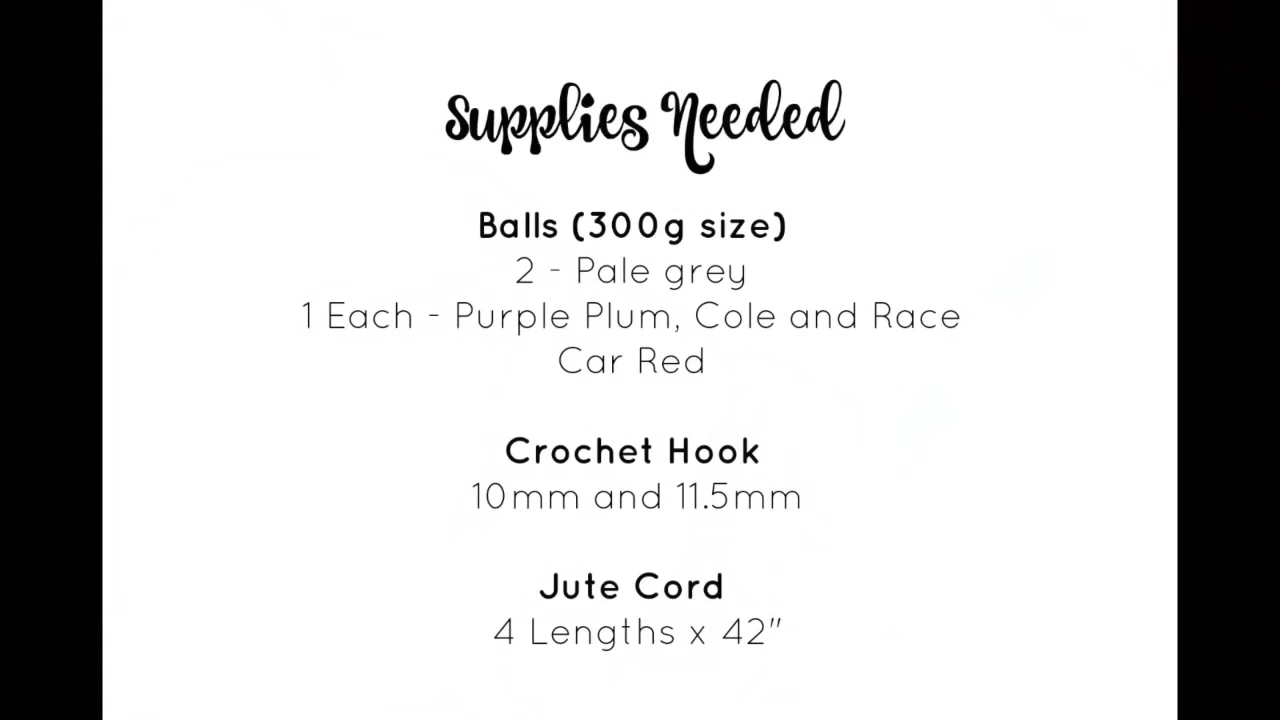 Supplies Needed
Balls (300g size)
2 - Pale grey
1 Each - Purple Plum, Cole and Race
Car Red
Crochet Hook
10mm and 11.5mm
Jute Cord
4 Lengths x 42"